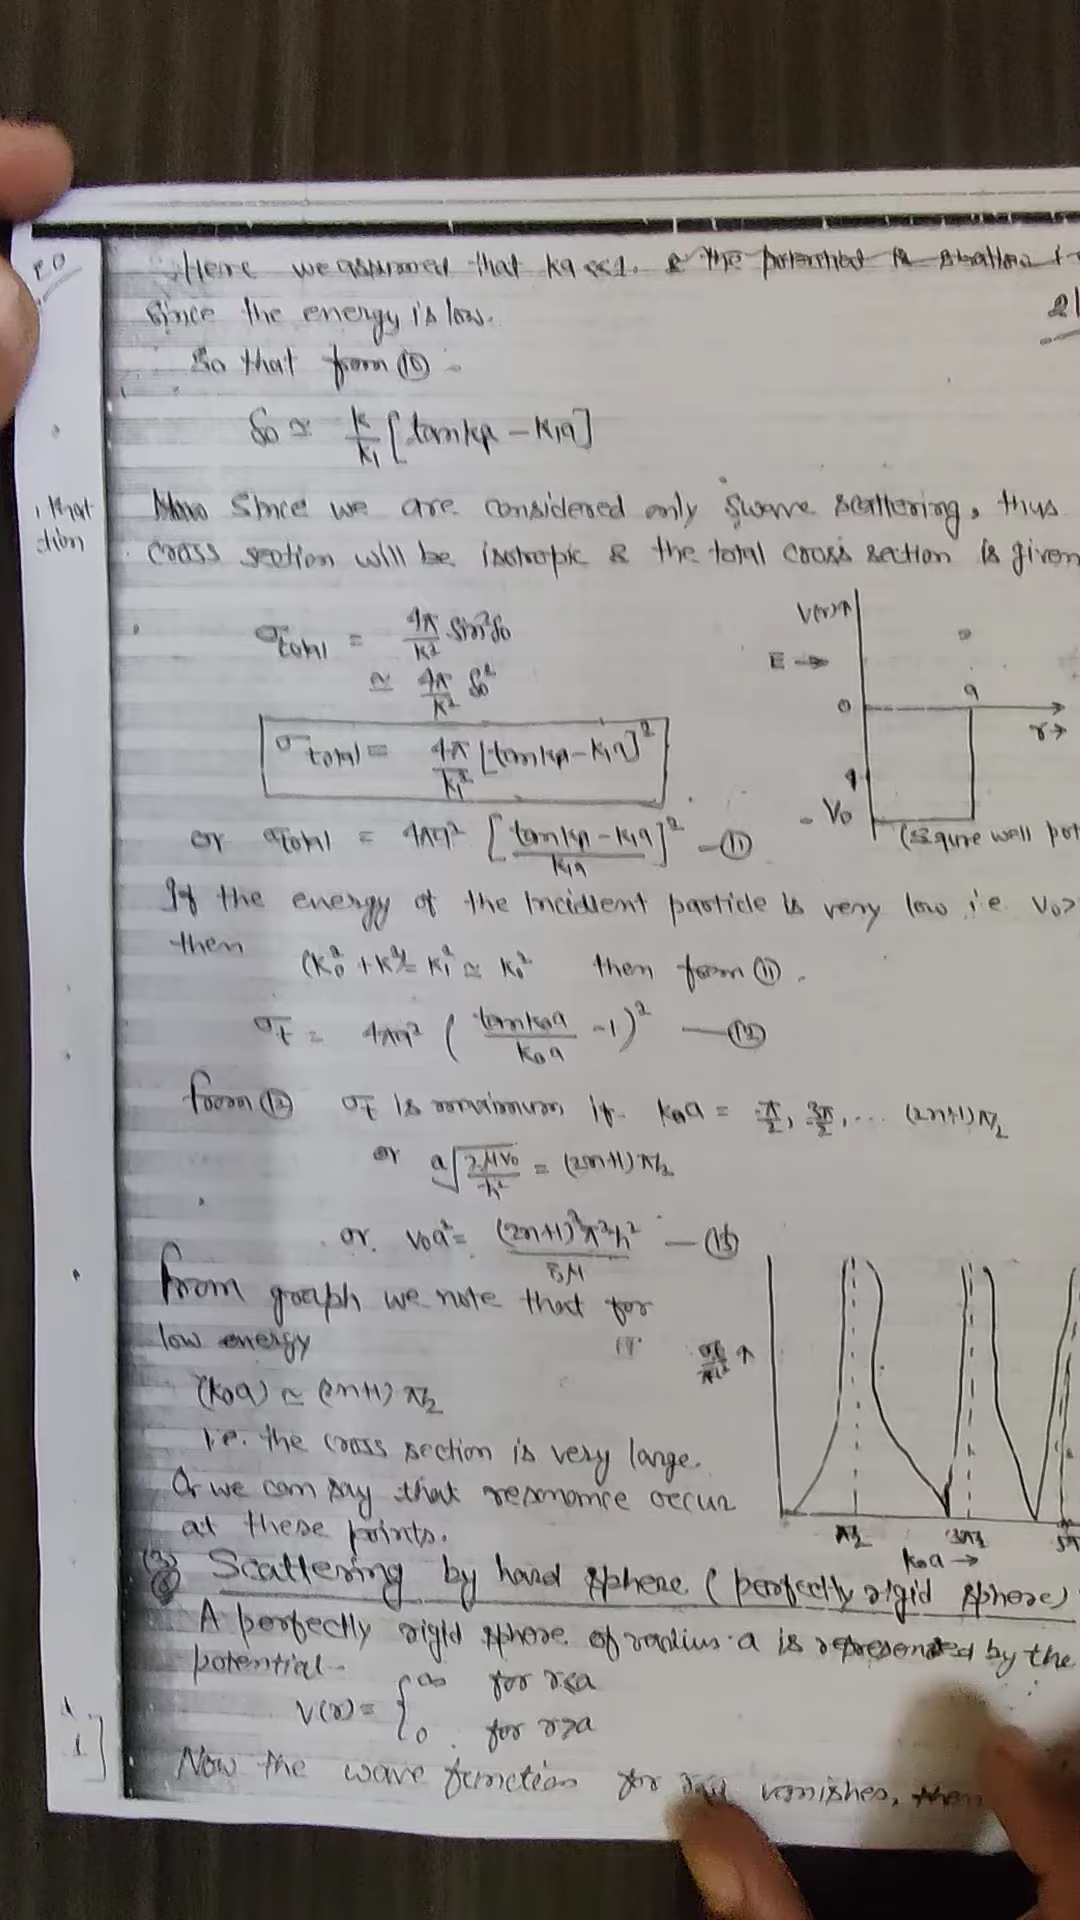 Here we assumed that ka <<1. & the potential is
Since the energy is low.
So that from (10)
δ₀ ≃ k/k₁ [tan k₁a - k₁a]
Now Since we are considered only s wave scattering, thus
cross section will be isotropic & the total cross section is given
that
tion
σtotal = 4π/k² sin²δ₀
≃ 4π/k² δ₀²
σtotal = 4π/k₁² [tan k₁a - k₁a]²
or σtotal = 4πa² [(tan k₁a - k₁a)/k₁a]² — (11)
V(r)↑
E →
0
a
r→
- V₀
(squre well pot
If the energy of the Incident particle is very low i.e. V₀>
then (k₀² + k²) = k₁² ≃ k₀² then from (11).
σt = 4πa² (tan k₀a/k₀a - 1)² — (12)
from (12) σt is maximum if k₀a = π/2, 3π/2, ... (2n+1)π/2
or a√(2μV₀/ħ²) = (2n+1)π/2
or. V₀a² = (2n+1)²π²ħ²/8μ — (13)
From graph we note that for
low energy
(k₀a) ≃ (2n+1) π/2
i.e. the cross section is very large.
Or we can say that resonance occur
at these points.
π/2
3π/2
k₀a →
Scattering by hard sphere (perfectly rigid sphere)
A perfectly rigid sphere of radius a is represented by the
potential-
V(r) = { ∞ for r<a
0 for r>a
Now the wave function for vanishes, then